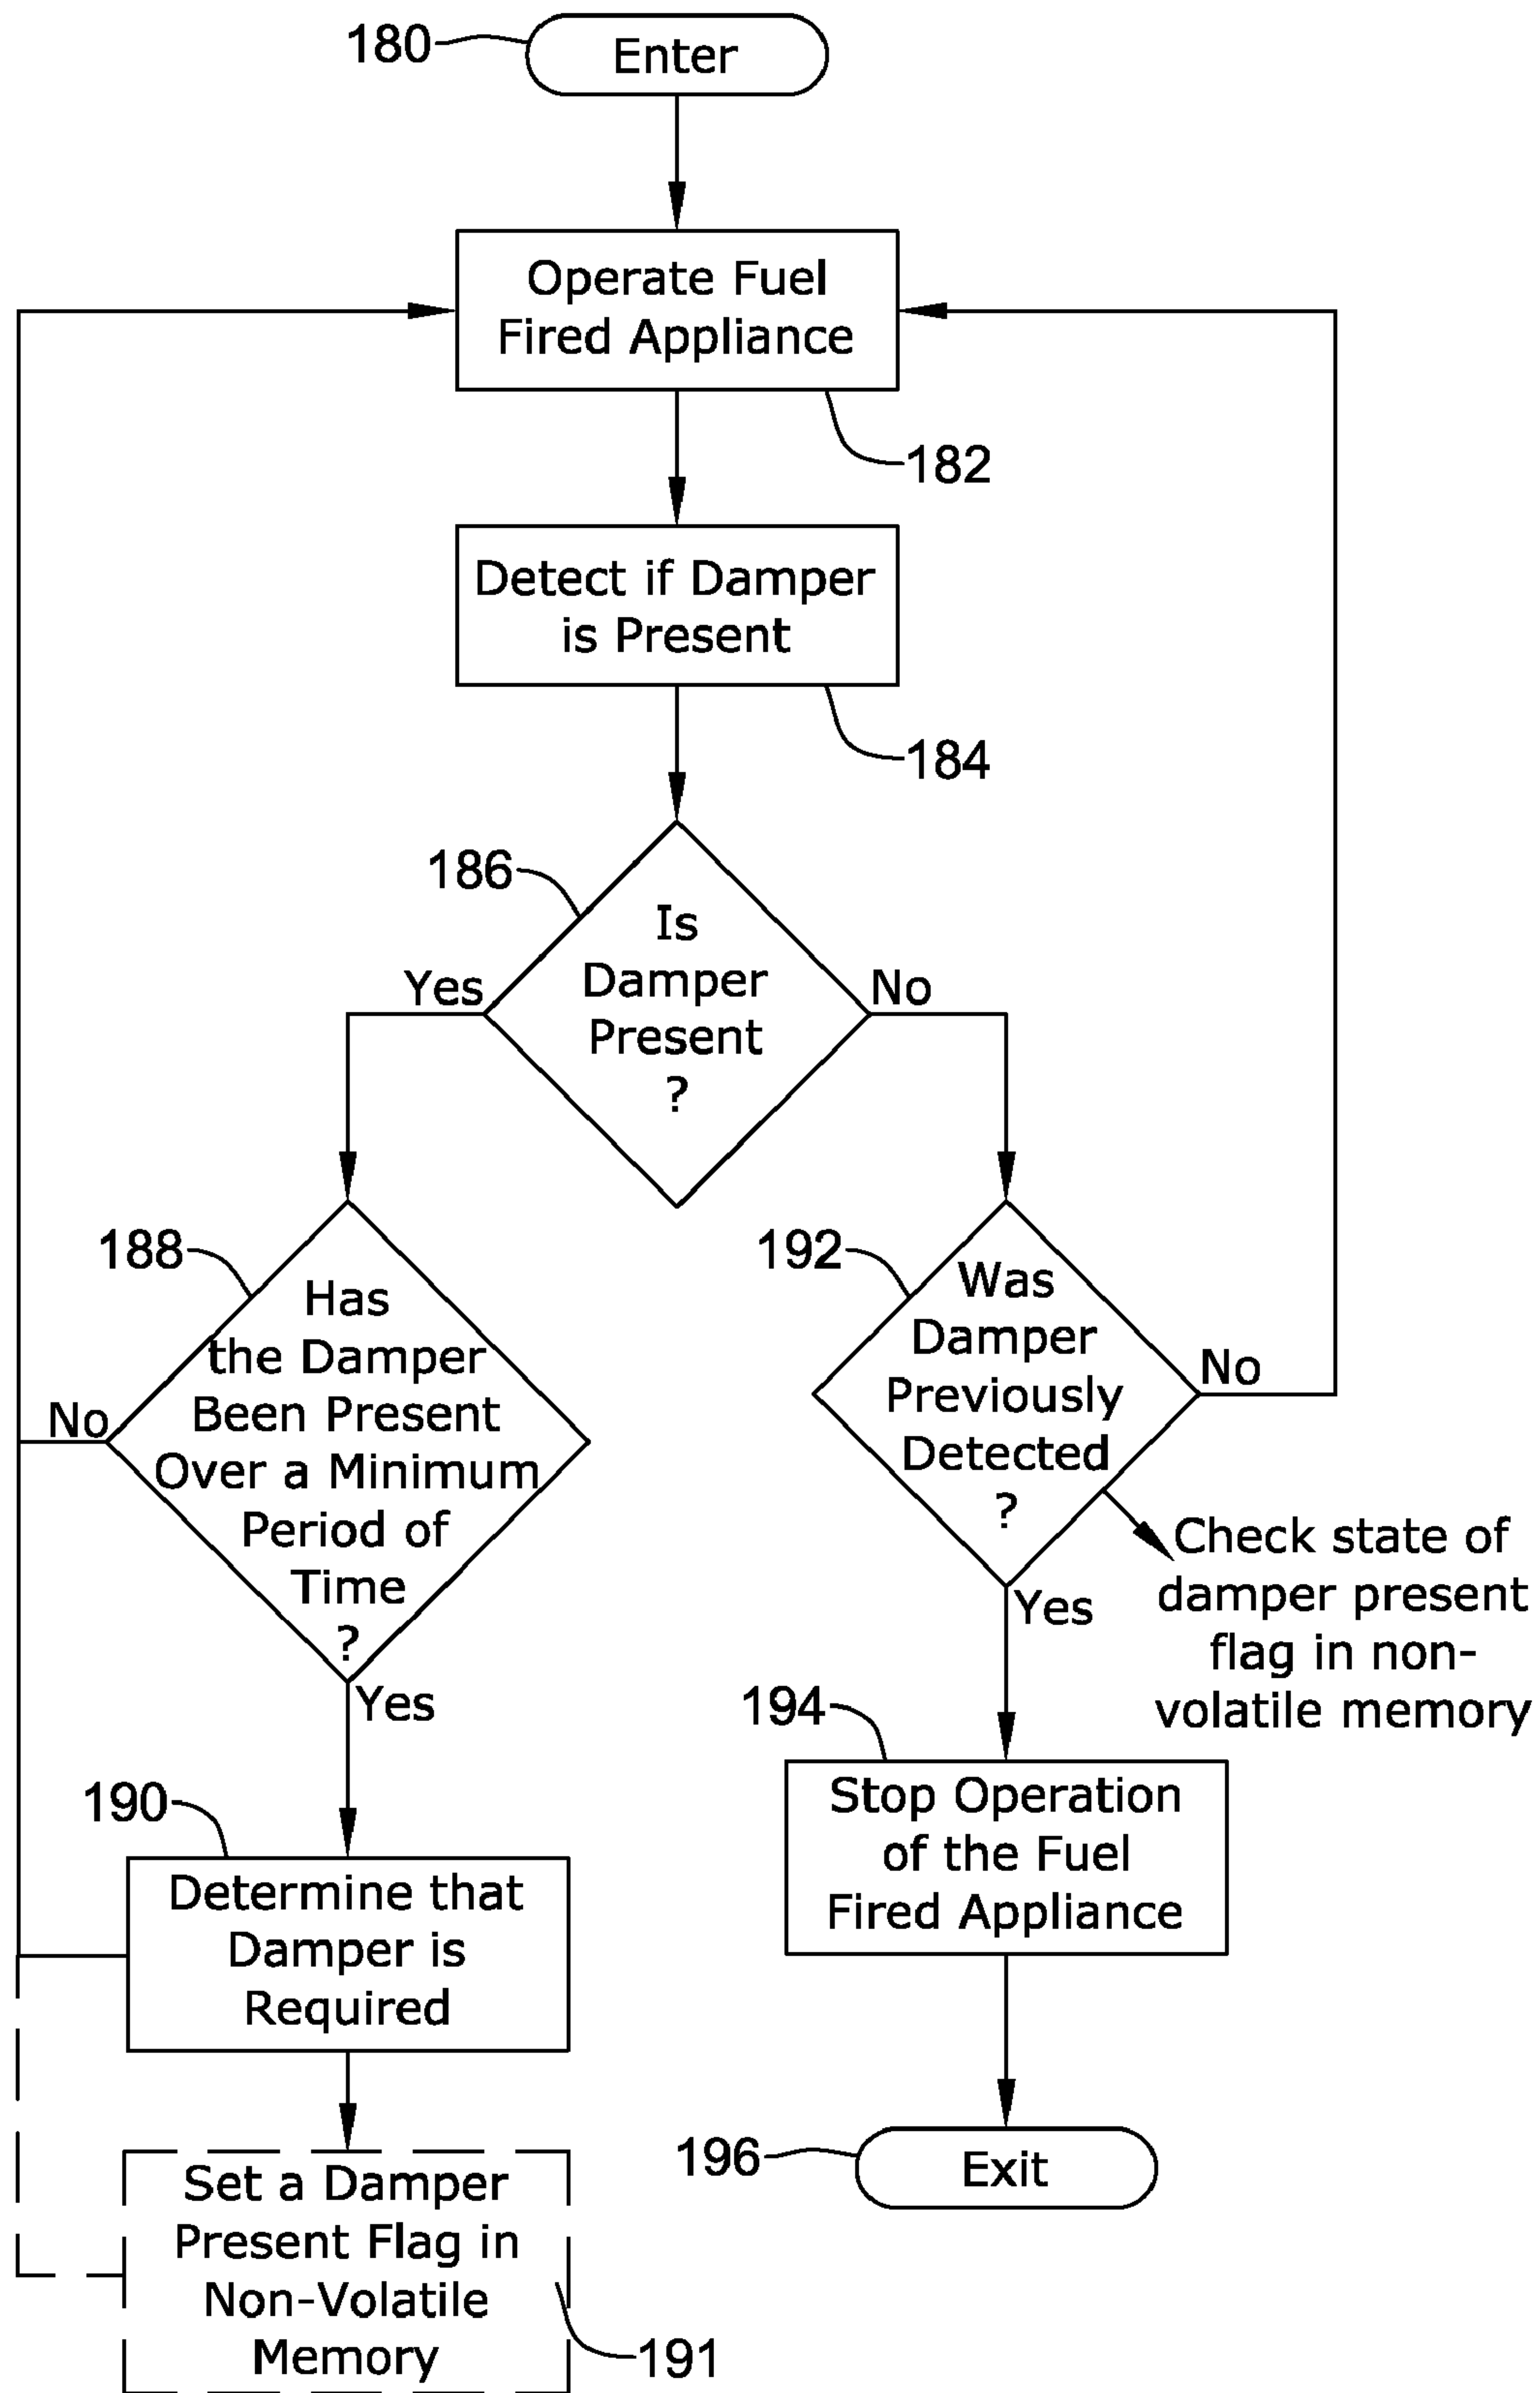 180
Enter
Operate Fuel
Fired Appliance
182
Detect if Damper
is Present
184
186
Is
Damper
Present
?
Yes
No
188
Has
the Damper
Been Present
Over a Minimum
Period of
Time
?
No
Yes
192
Was
Damper
Previously
Detected
?
No
Yes
Check state of
damper present
flag in non-
volatile memory
190
Determine that
Damper is
Required
194
Stop Operation
of the Fuel
Fired Appliance
Set a Damper
Present Flag in
Non-Volatile
Memory
191
196
Exit